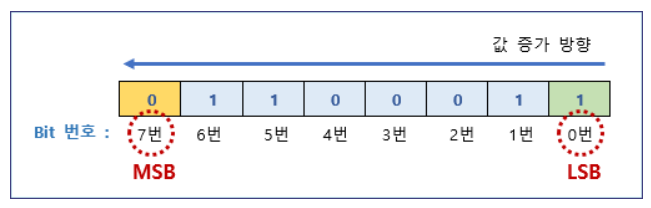 값 증가 방향
0 1 1 0 0 0 1 1
Bit 번호 : 7번 6번 5번 4번 3번 2번 1번 0번
MSB LSB